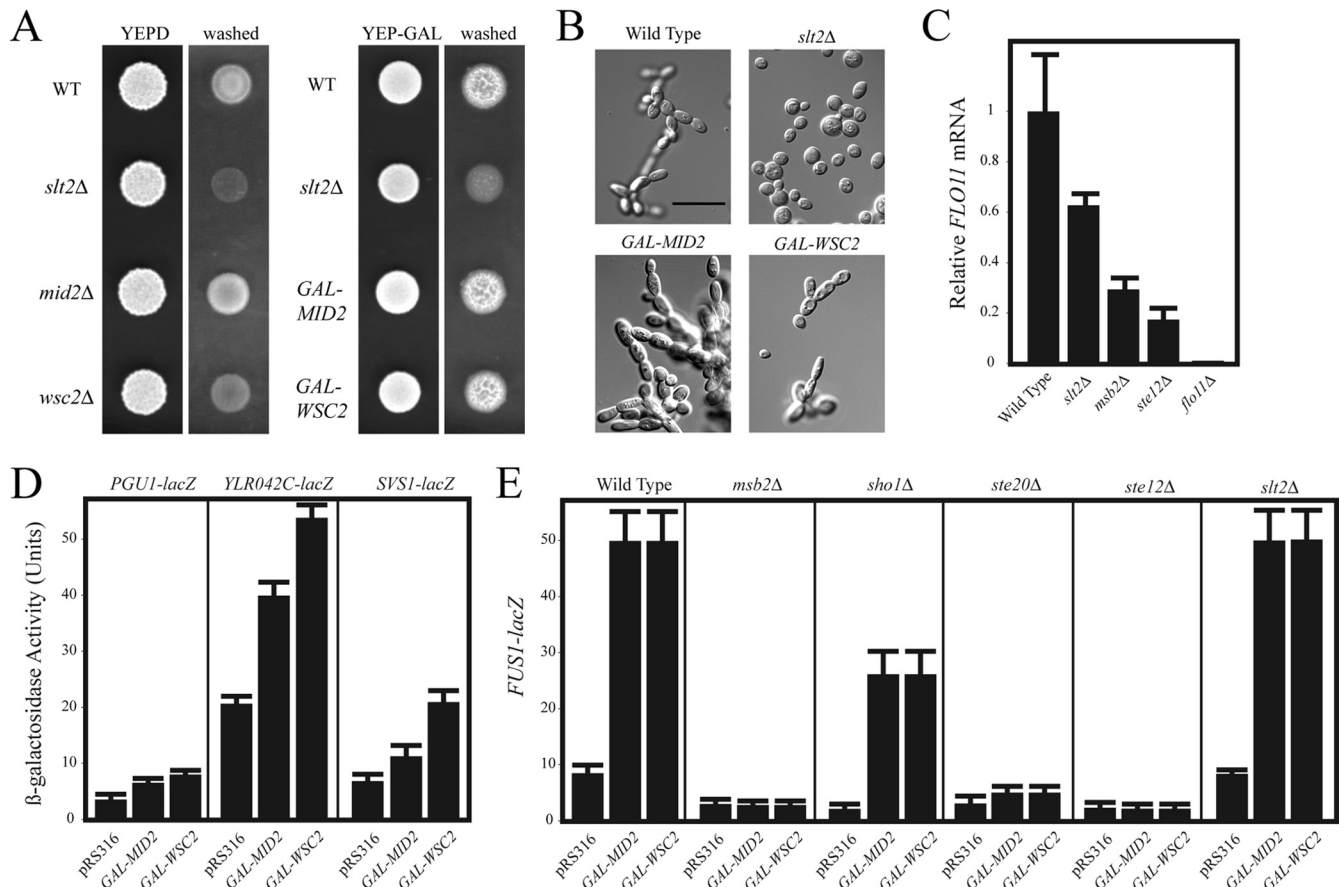 A
YEPD washed
WT
slt2Δ
mid2Δ
wsc2Δ
YEP-GAL washed
WT
slt2Δ
GAL-
MID2
GAL-
WSC2
B
Wild Type slt2Δ
GAL-MID2 GAL-WSC2
C
Relative FLO11 mRNA
1
0.8
0.6
0.4
0.2
0
Wild Type slt2Δ msb2Δ ste12Δ flo11Δ
D
PGU1-lacZ YLR042C-lacZ SVS1-lacZ
ß-galactosidase Activity (Units)
50
40
30
20
10
0
pRS316 GAL-MID2 GAL-WSC2 pRS316 GAL-MID2 GAL-WSC2 pRS316 GAL-MID2 GAL-WSC2
E
Wild Type msb2Δ sho1Δ ste20Δ ste12Δ slt2Δ
FUS1-lacZ
50
40
30
20
10
0
pRS316 GAL-MID2 GAL-WSC2 pRS316 GAL-MID2 GAL-WSC2 pRS316 GAL-MID2 GAL-WSC2 pRS316 GAL-MID2 GAL-WSC2 pRS316 GAL-MID2 GAL-WSC2 pRS316 GAL-MID2 GAL-WSC2